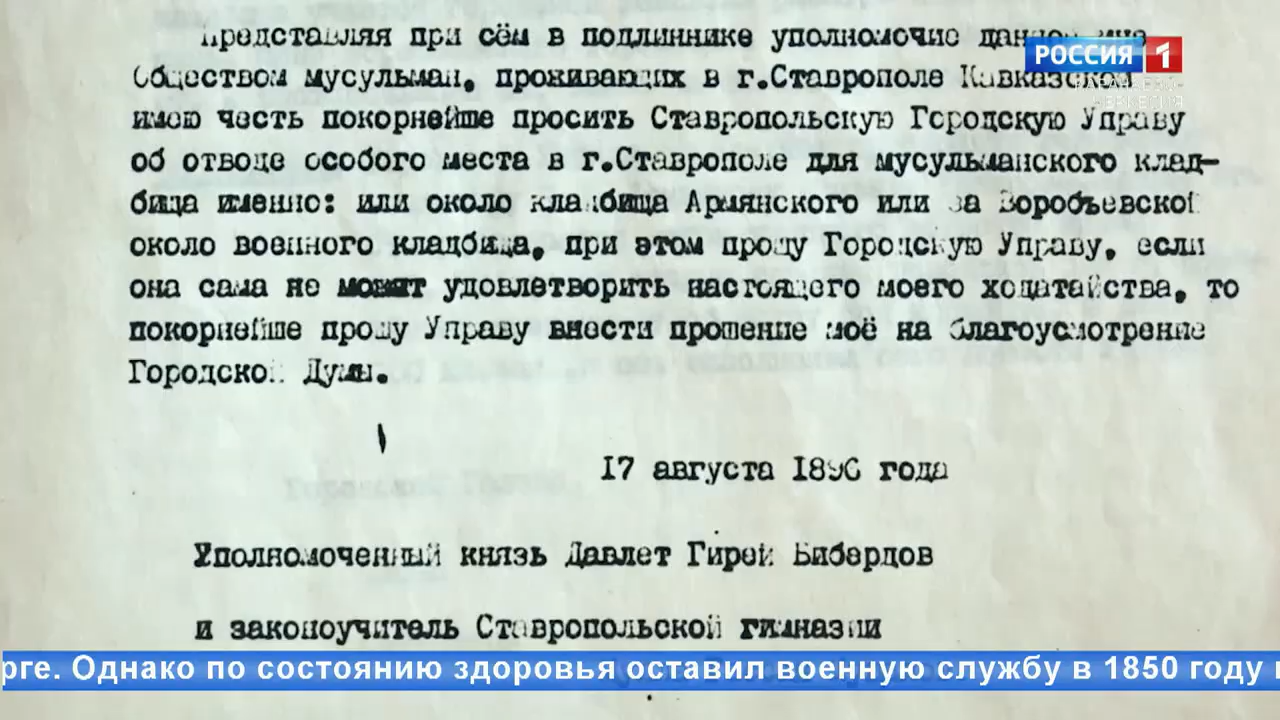 Представляя при сём в подлиннике уполномочие данное мне
РОССИЯ 1
Обществом мусульман, проживающих в г.Ставрополе Кавказском
КАРАЧАЕВО-
ЧЕРКЕСИЯ
имею честь покорнейше просить Ставропольскую Городскую Управу
об отводе особого места в г.Ставрополе для мусульманского клад-
бища именно: или около кладбища Армянского или за Воробъевской
около военного кладбища, при этом прошу Городскую Управу, если
она сама не может удовлетворить настоящего моего ходатайства, то
покорнейше прошу Управу внести прошение моё на благоусмотрение
Городской Думы.
17 августа 1896 года
Уполномоченный князь Давлет Гирей Бибердов
и законоучитель Ставропольской гимназии
рге. Однако по состоянию здоровья оставил военную службу в 1850 году